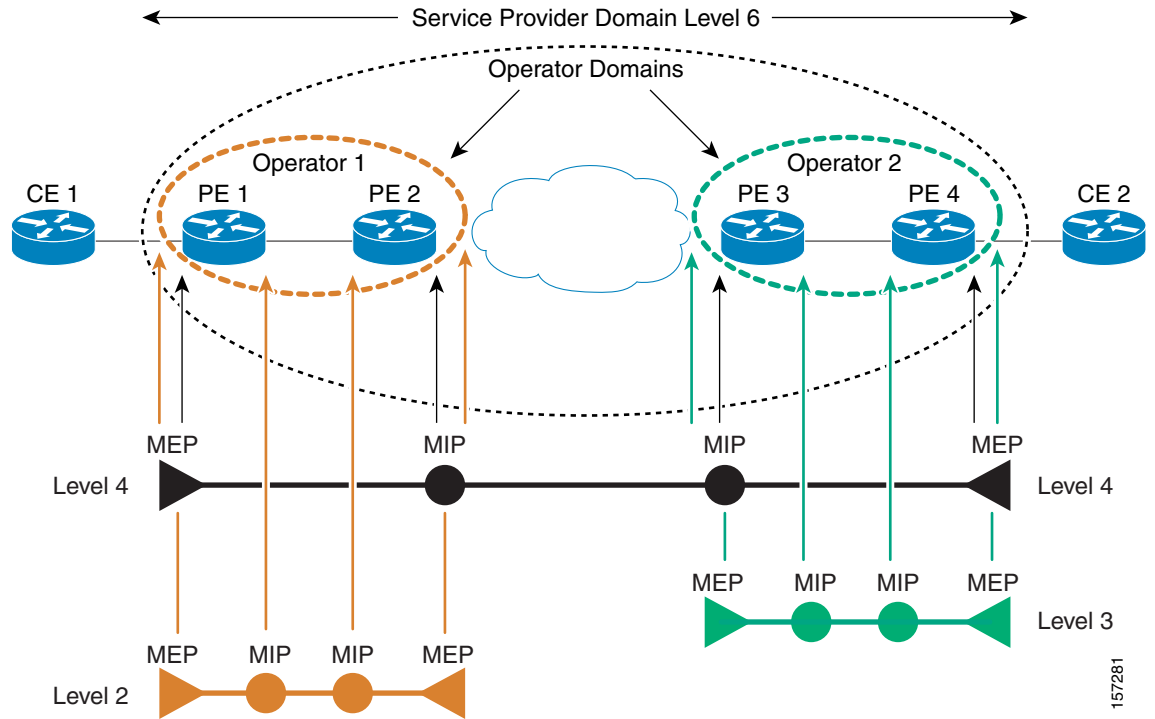 Service Provider Domain Level 6
Operator Domains
Operator 1
Operator 2
CE 1
PE 1
PE 2
PE 3
PE 4
CE 2
MEP
MIP
MIP
MEP
Level 4
Level 4
MEP
MIP
MIP
MEP
Level 3
MEP
MIP
MIP
MEP
Level 2
157281